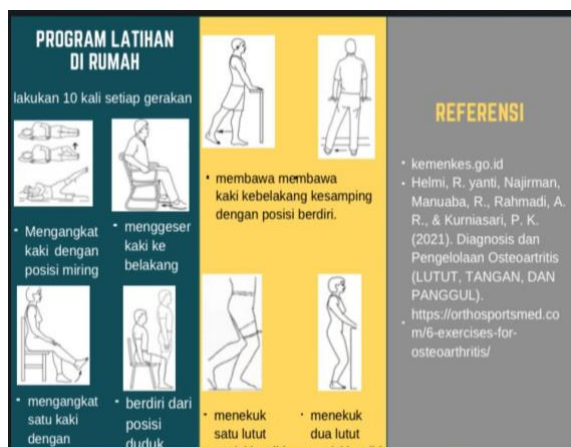 PROGRAM LATIHAN
DI RUMAH
lakukan 10 kali setiap gerakan
• Mengangkat
kaki dengan
posisi miring
• menggeser
kaki ke
belakang
• mengangkat
satu kaki
dengan
• berdiri dari
posisi
duduk
• membawa membawa
kaki kebelakang kesamping
dengan posisi berdiri.
• menekuk
satu lutut
• menekuk
dua lutut
REFERENSI
• kemenkes.go.id
• Helmi, R. yanti, Najirman,
Manuaba, R., Rahmadi, A.
R., & Kurniasari, P. K.
(2021). Diagnosis dan
Pengelolaan Osteoartritis
(LUTUT, TANGAN, DAN
PANGGUL).
• https://orthosportsmed.co
m/6-exercises-for-
osteoarthritis/